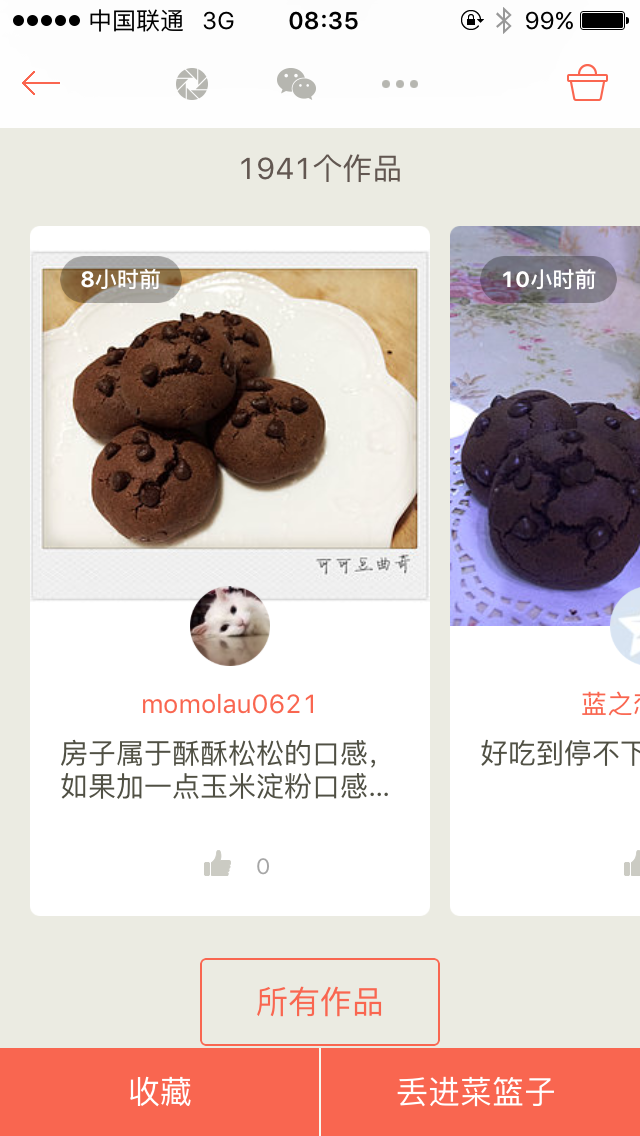 中国联通 3G 08:35 99%
1941个作品
8小时前
10小时前
可可豆曲奇
momolau0621
蓝之
房子属于酥酥松松的口感，
如果加一点玉米淀粉口感...
好吃到停不
0
所有作品
收藏
丢进菜篮子